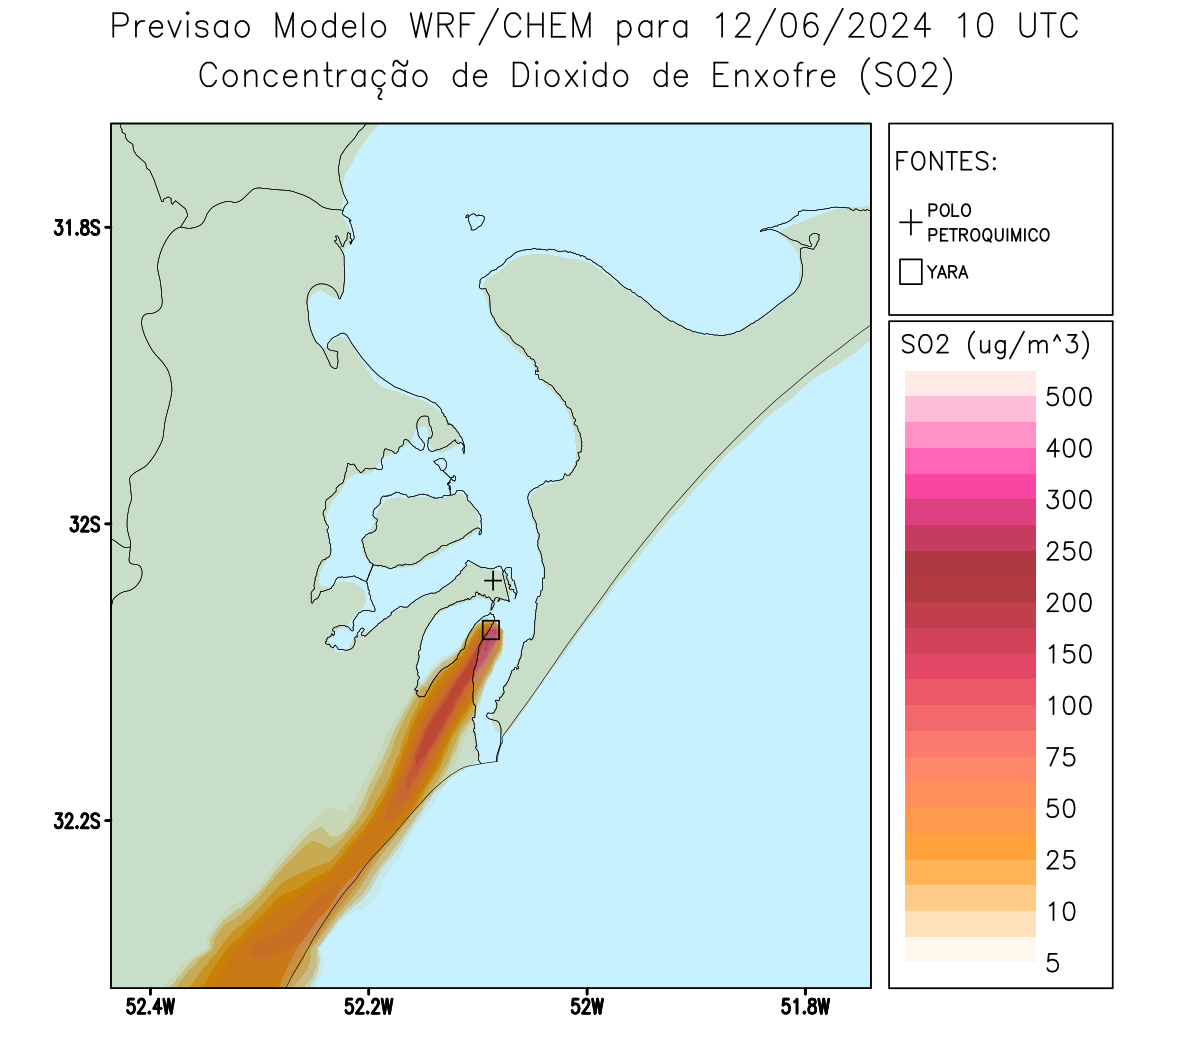 Previsao Modelo WRF/CHEM para 12/06/2024 10 UTC
Concentração de Dioxido de Enxofre (SO2)
FONTES:
POLO
PETROQUIMICO
YARA
SO2 (ug/m^3)
500
400
300
250
200
150
100
75
50
25
10
5
31.8S
32S
32.2S
52.4W
52.2W
52W
51.8W